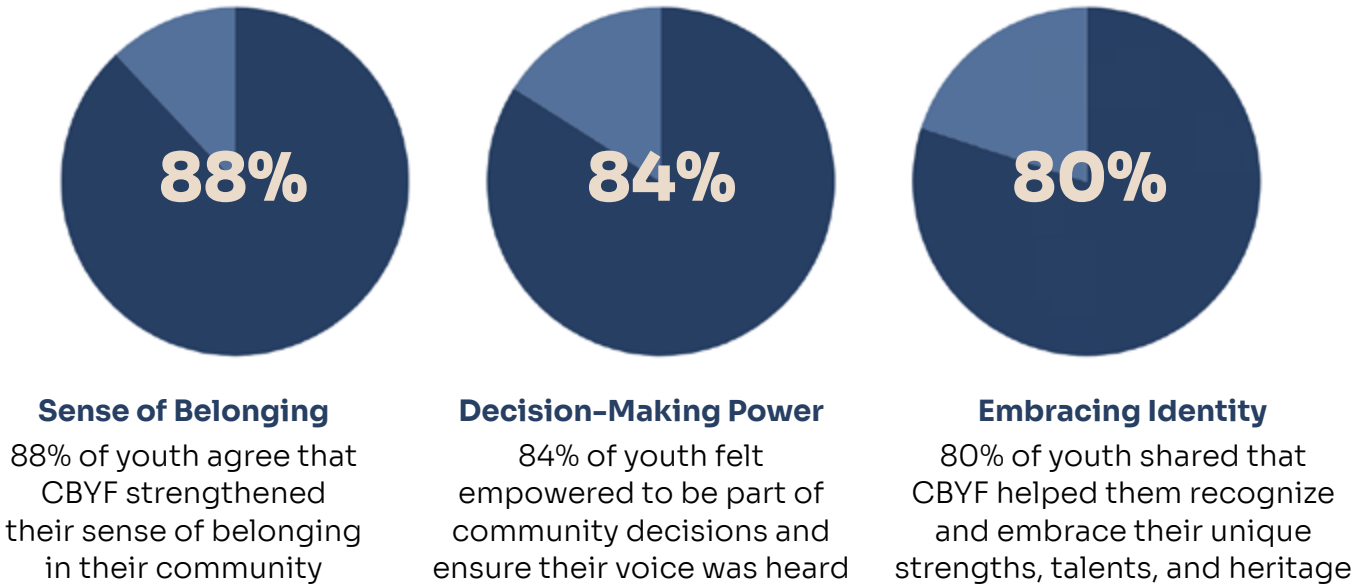 88%
84%
80%
Sense of Belonging
88% of youth agree that
CBYF strengthened
their sense of belonging
in their community
Decision-Making Power
84% of youth felt
empowered to be part of
community decisions and
ensure their voice was heard
Embracing Identity
80% of youth shared that
CBYF helped them recognize
and embrace their unique
strengths, talents, and heritage